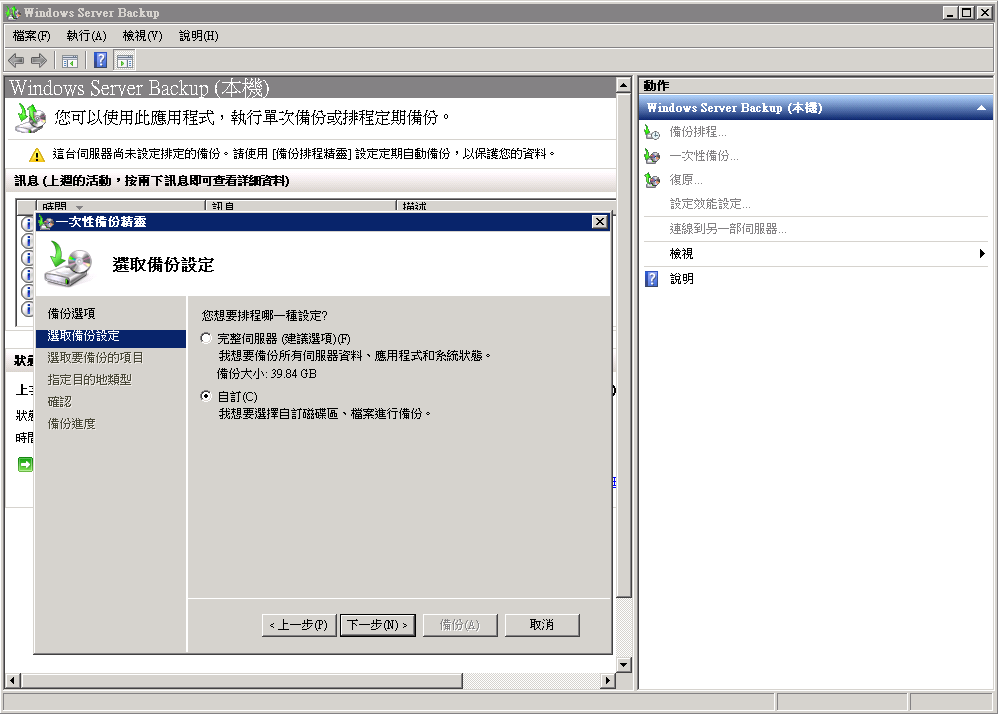 Windows Server Backup
檔案(F) 執行(A) 檢視(V) 說明(H)
Windows Server Backup (本機)
您可以使用此應用程式，執行單次備份或排程定期備份。
這台伺服器尚未設定排定的備份。請使用 [備份排程精靈] 設定定期自動備份，以保護您的資料。
訊息 (上週的活動，按兩下訊息即可查看詳細資料)
時間 訊息 描述
一次性備份精靈
選取備份設定
備份選項
選取備份設定
選取要備份的項目
指定目的地類型
確認
備份進度
您想要排程哪一種設定?
完整伺服器 (建議選項)(F)
我想要備份所有伺服器資料、應用程式和系統狀態。
備份大小: 39.84 GB
自訂(C)
我想要選擇自訂磁碟區、檔案進行備份。
< 上一步(P) 下一步(N) > 備份(A) 取消
狀態
上
狀態
時間
動作
Windows Server Backup (本機)
備份排程...
一次性備份...
復原...
設定效能設定...
連線到另一部伺服器...
檢視
說明